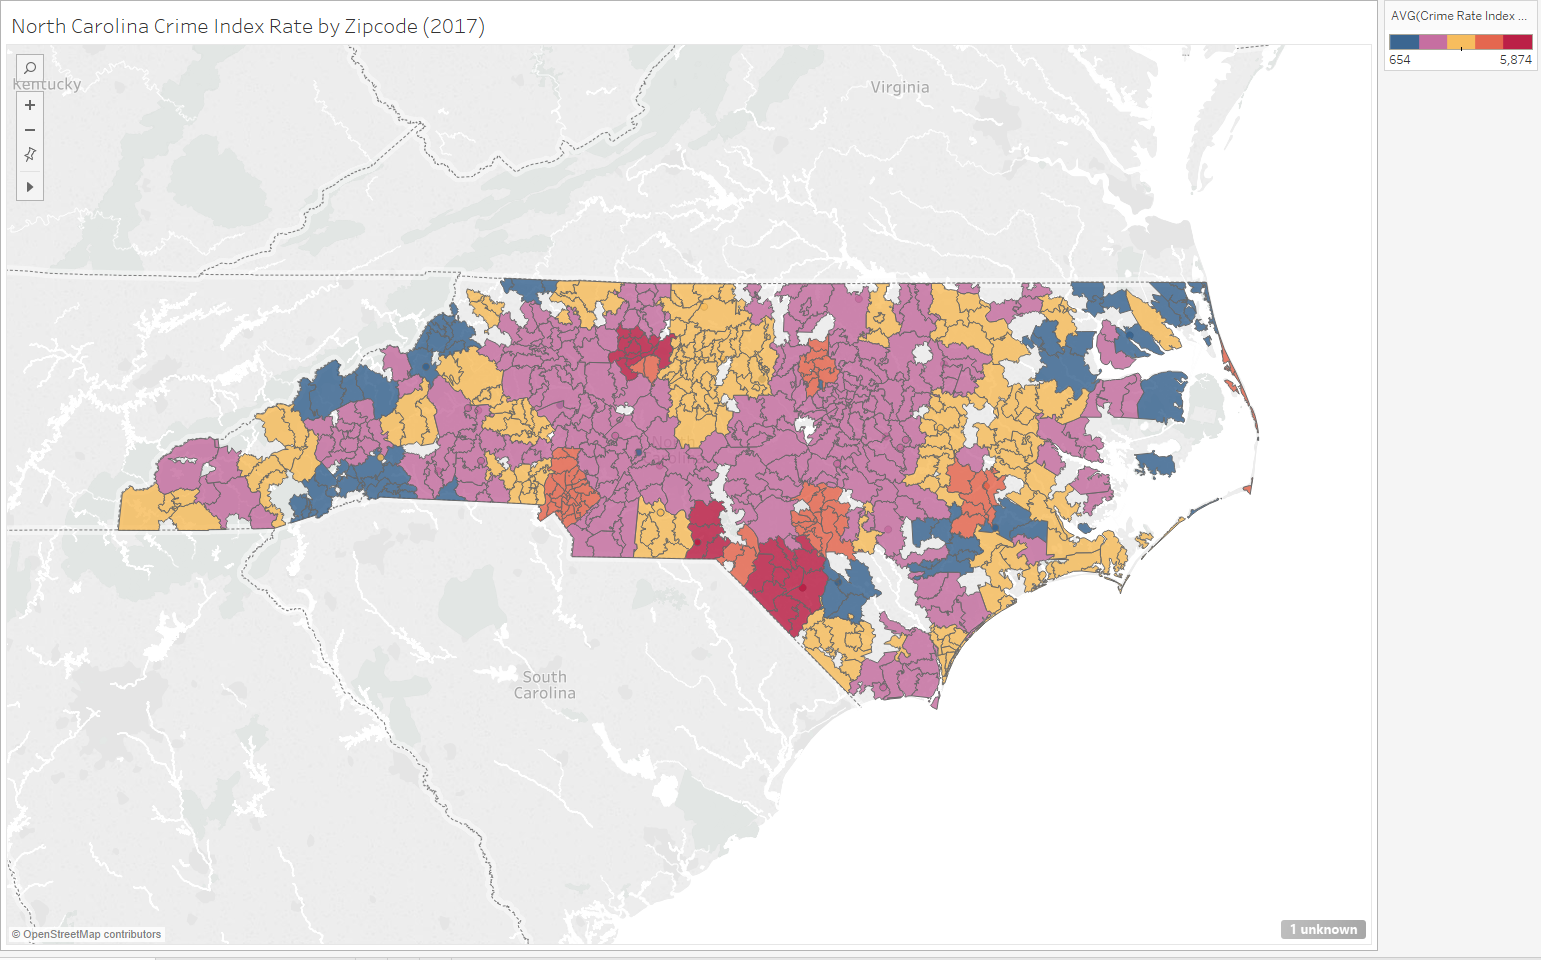 North Carolina Crime Index Rate by Zipcode (2017)
AVG(Crime Rate Index ...
654 5,874
Kentucky
Virginia
North
South
Carolina
© OpenStreetMap contributors
1 unknown